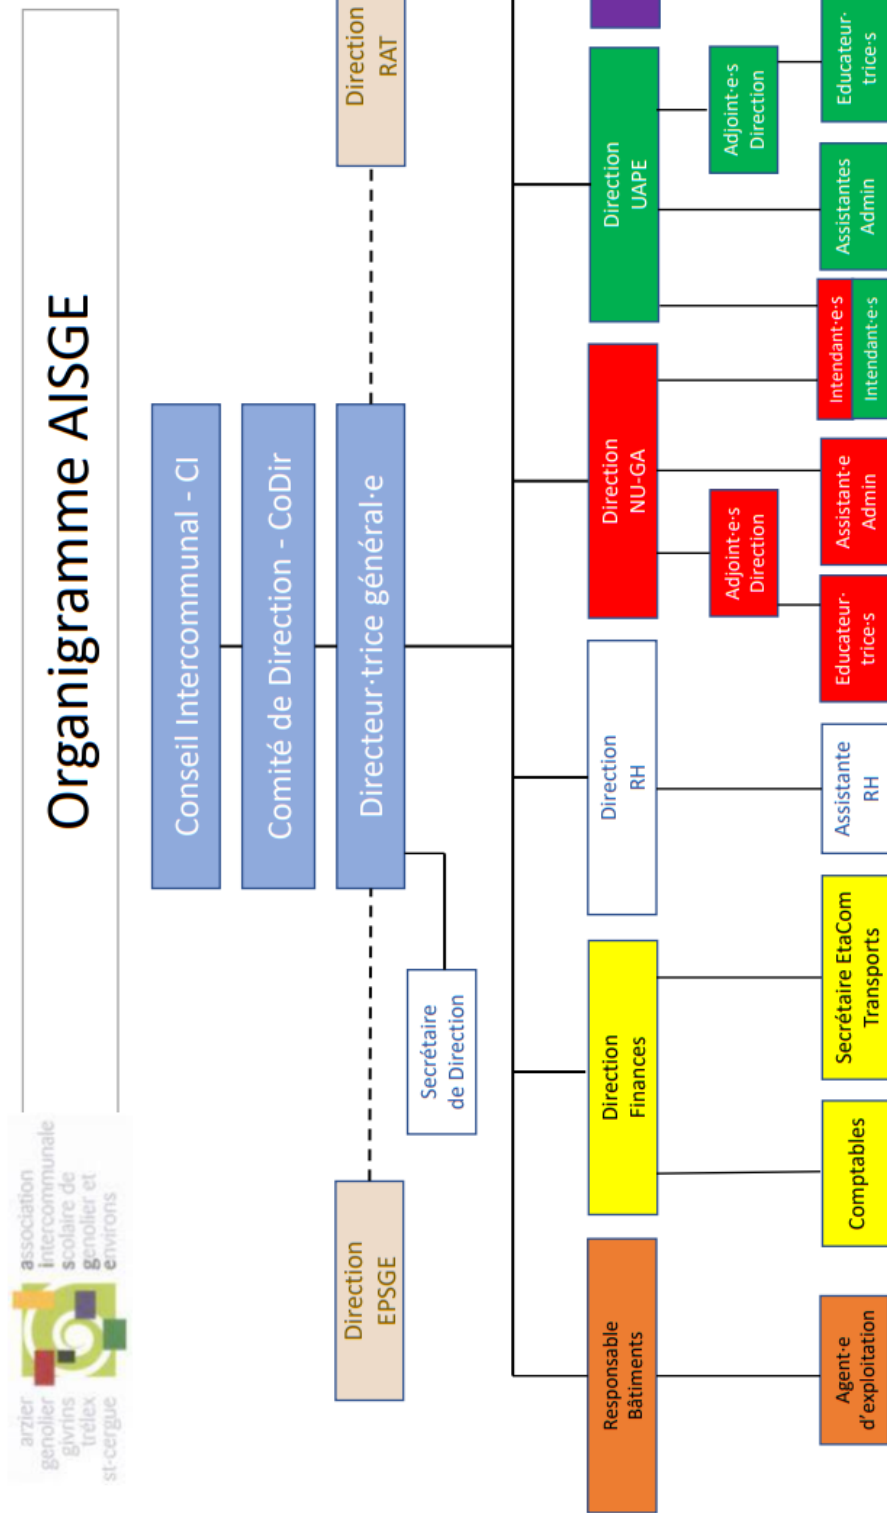 arzier
genolier
givrins
trélex
st-cergue
association
intercommunale
scolaire de
genolier et
environs
Organigramme AISGE
Conseil Intercommunal - CI
Comité de Direction - CoDir
Directeur·trice général·e
Direction
EPSGE
Direction
RAT
Secrétaire
de Direction
Responsable
Bâtiments
Direction
Finances
Direction
RH
Direction
NU-GA
Direction
UAPE
Adjoint·e·s
Direction
Adjoint·e·s
Direction
Agent·e
d'exploitation
Comptables
Secrétaire EtaCom
Transports
Assistante
RH
Educateur·
trice·s
Assistant·e
Admin
Intendant·e·s
Intendant·e·s
Assistantes
Admin
Educateur·
trice·s